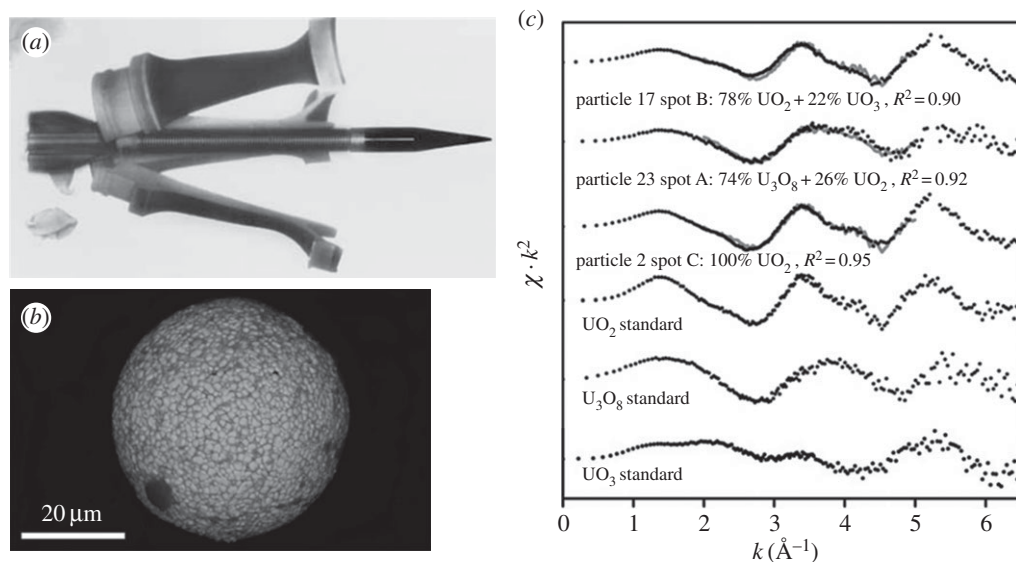 (a)
(b)
20 µm
(c)
χ · k²
particle 17 spot B: 78% UO₂ + 22% UO₃ , R² = 0.90
particle 23 spot A: 74% U₃O₈ + 26% UO₂ , R² = 0.92
particle 2 spot C: 100% UO₂ , R² = 0.95
UO₂ standard
U₃O₈ standard
UO₃ standard
0 1 2 3 4 5 6
k (Å⁻¹)